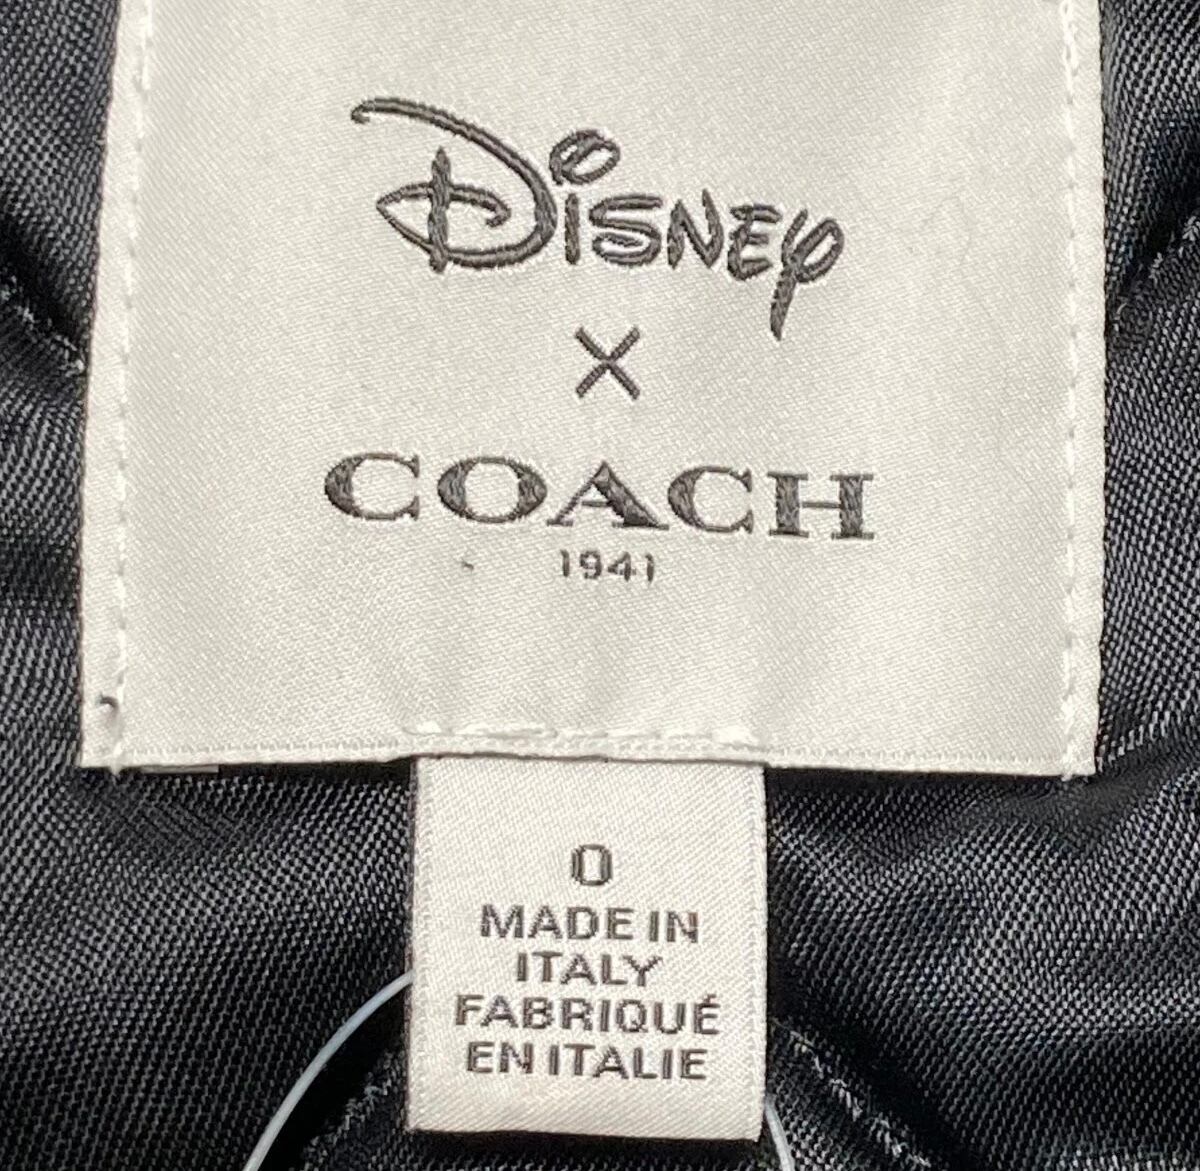 Disney
×
COACH
1941
0
MADE IN
ITALY
FABRIQUÉ
EN ITALIE